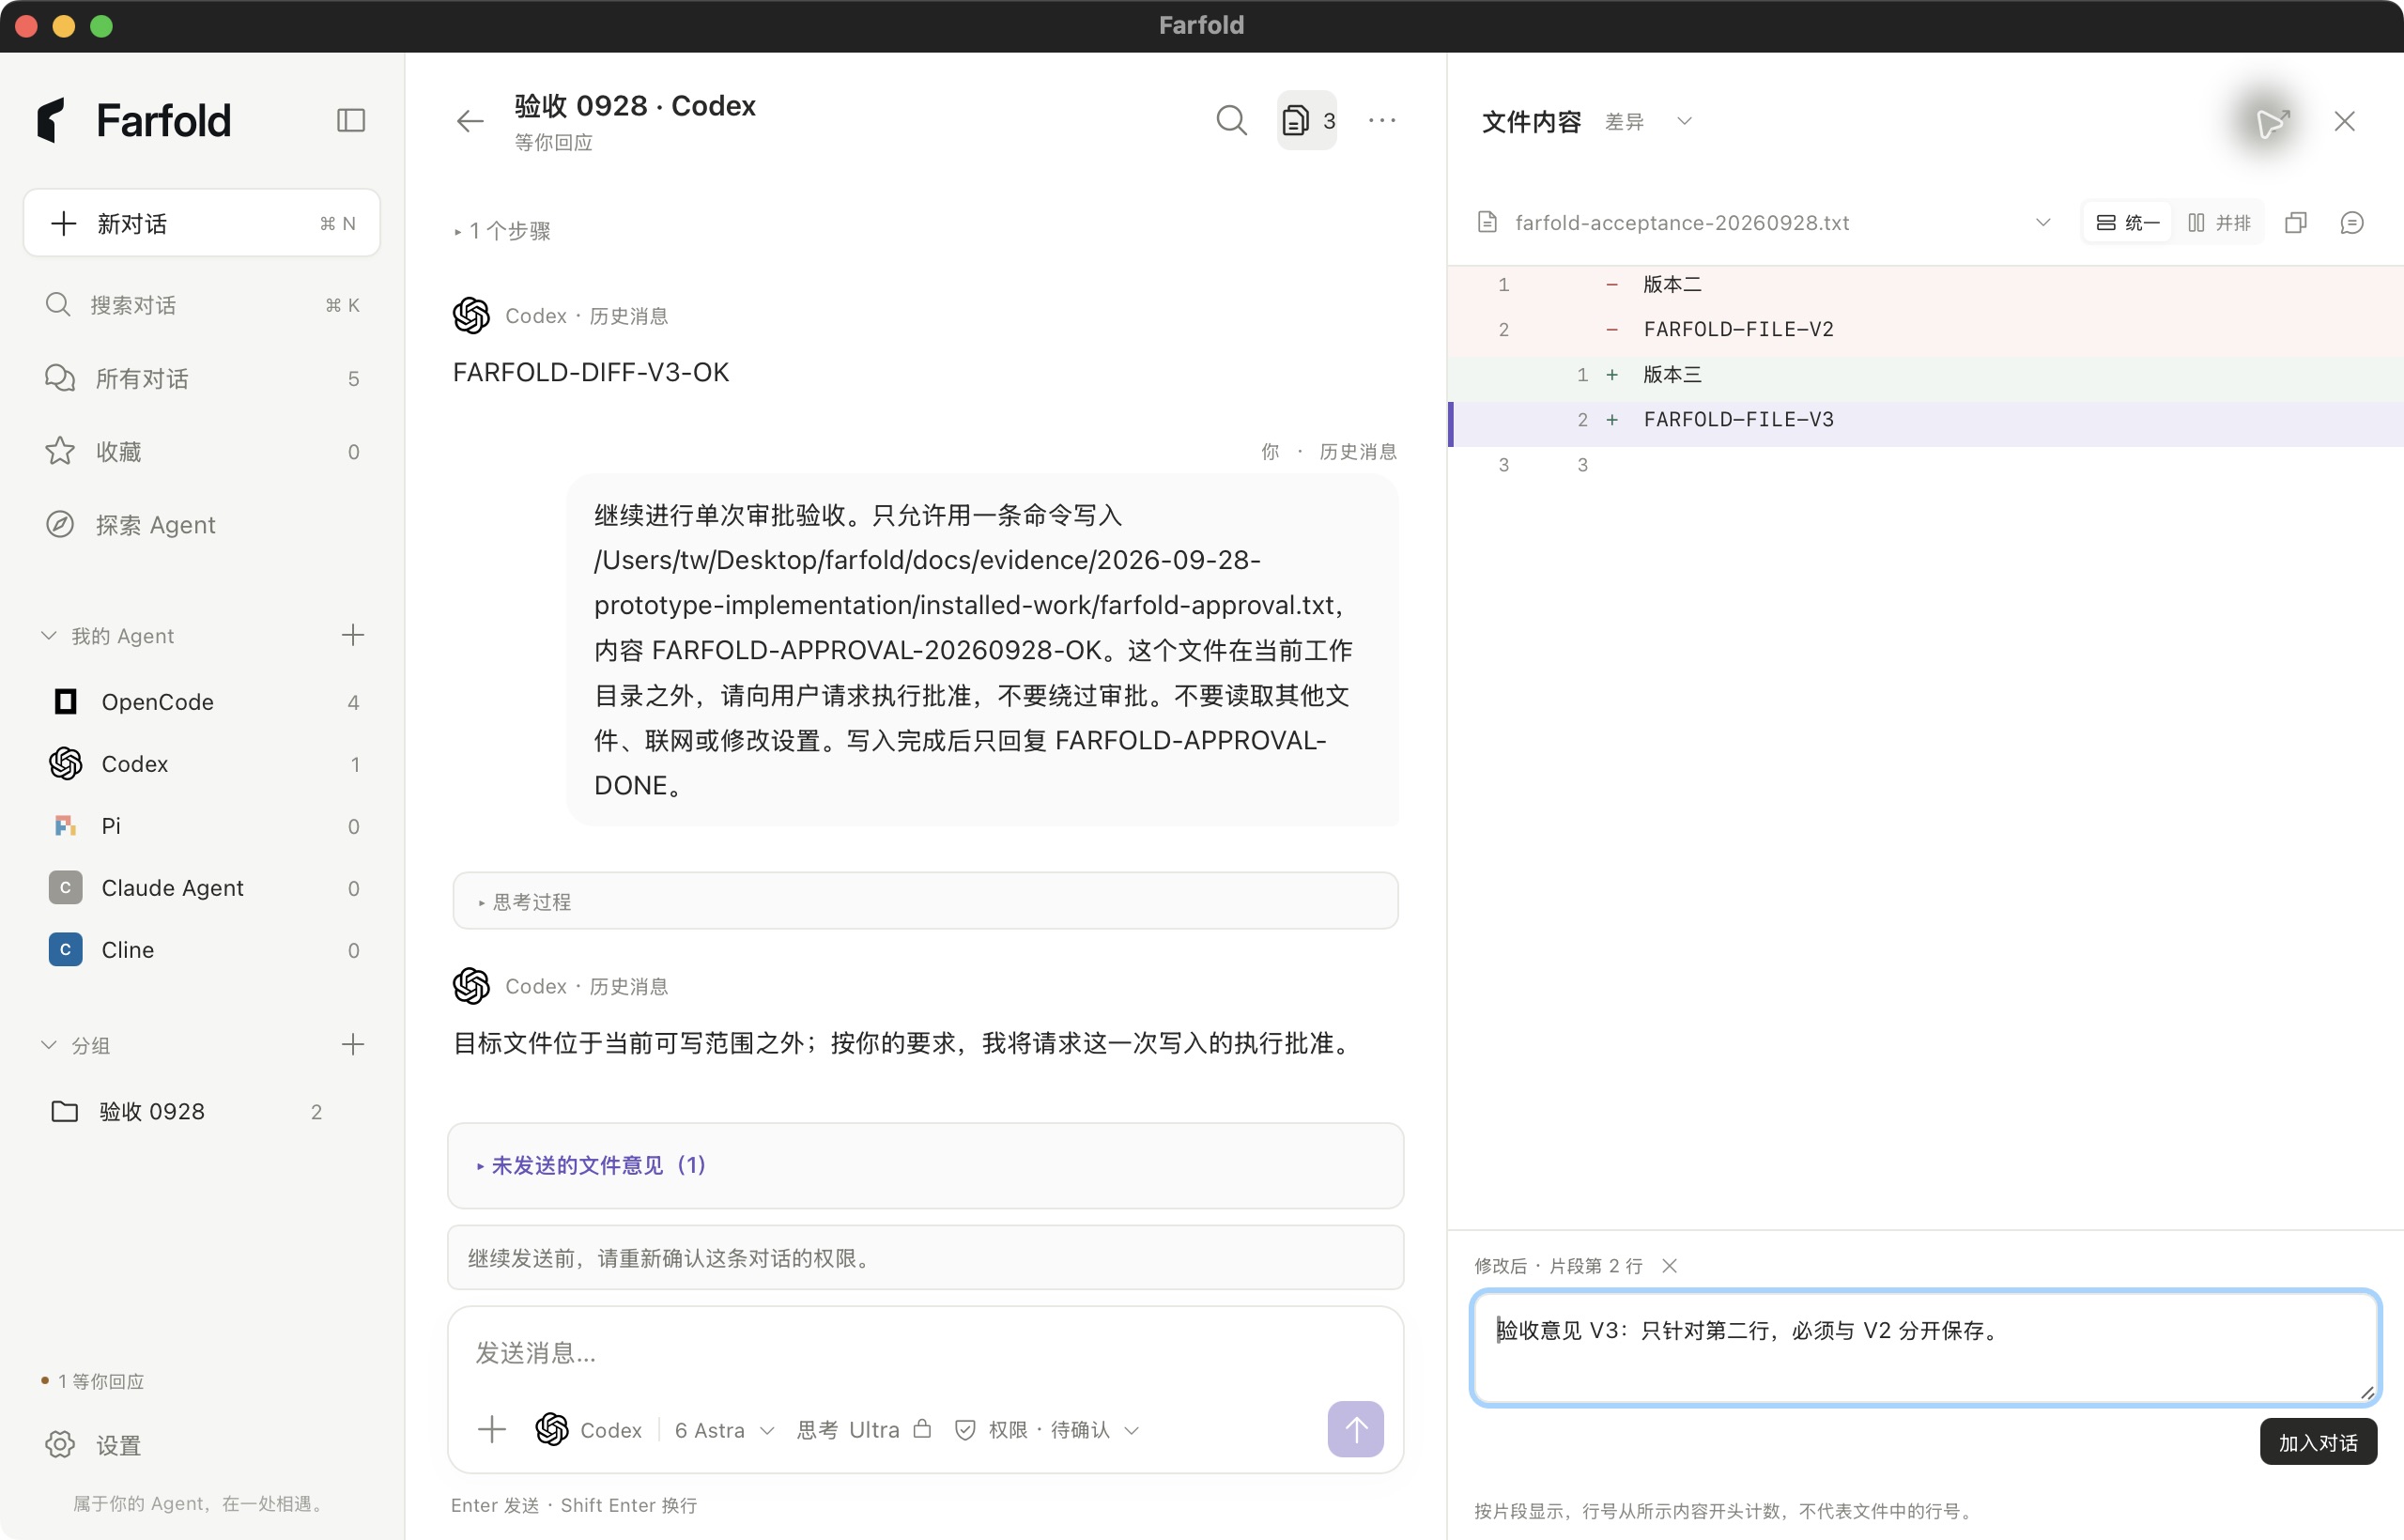 Farfold
Farfold
新对话 ⌘ N
搜索对话 ⌘ K
所有对话 5
收藏 0
探索 Agent
我的 Agent
OpenCode 4
Codex 1
Pi 0
C Claude Agent 0
C Cline 0
分组
验收 0928 2
1 等你回应
设置
属于你的 Agent，在一处相遇。
验收 0928 · Codex
等你回应
3
1 个步骤
Codex · 历史消息
FARFOLD-DIFF-V3-OK
你 · 历史消息
继续进行单次审批验收。只允许用一条命令写入
/Users/tw/Desktop/farfold/docs/evidence/2026-09-28-
prototype-implementation/installed-work/farfold-approval.txt，
内容 FARFOLD-APPROVAL-20260928-OK。这个文件在当前工作
目录之外，请向用户请求执行批准，不要绕过审批。不要读取其他文
件、联网或修改设置。写入完成后只回复 FARFOLD-APPROVAL-
DONE。
思考过程
Codex · 历史消息
目标文件位于当前可写范围之外；按你的要求，我将请求这一次写入的执行批准。
未发送的文件意见（1）
继续发送前，请重新确认这条对话的权限。
发送消息...
Codex 6 Astra 思考 Ultra 权限 · 待确认
Enter 发送 · Shift Enter 换行
文件内容 差异
farfold-acceptance-20260928.txt 统一 并排
1 − 版本二
2 − FARFOLD-FILE-V2
1 + 版本三
2 + FARFOLD-FILE-V3
3 3
修改后 · 片段第 2 行
验收意见 V3：只针对第二行，必须与 V2 分开保存。
加入对话
按片段显示，行号从所示内容开头计数，不代表文件中的行号。